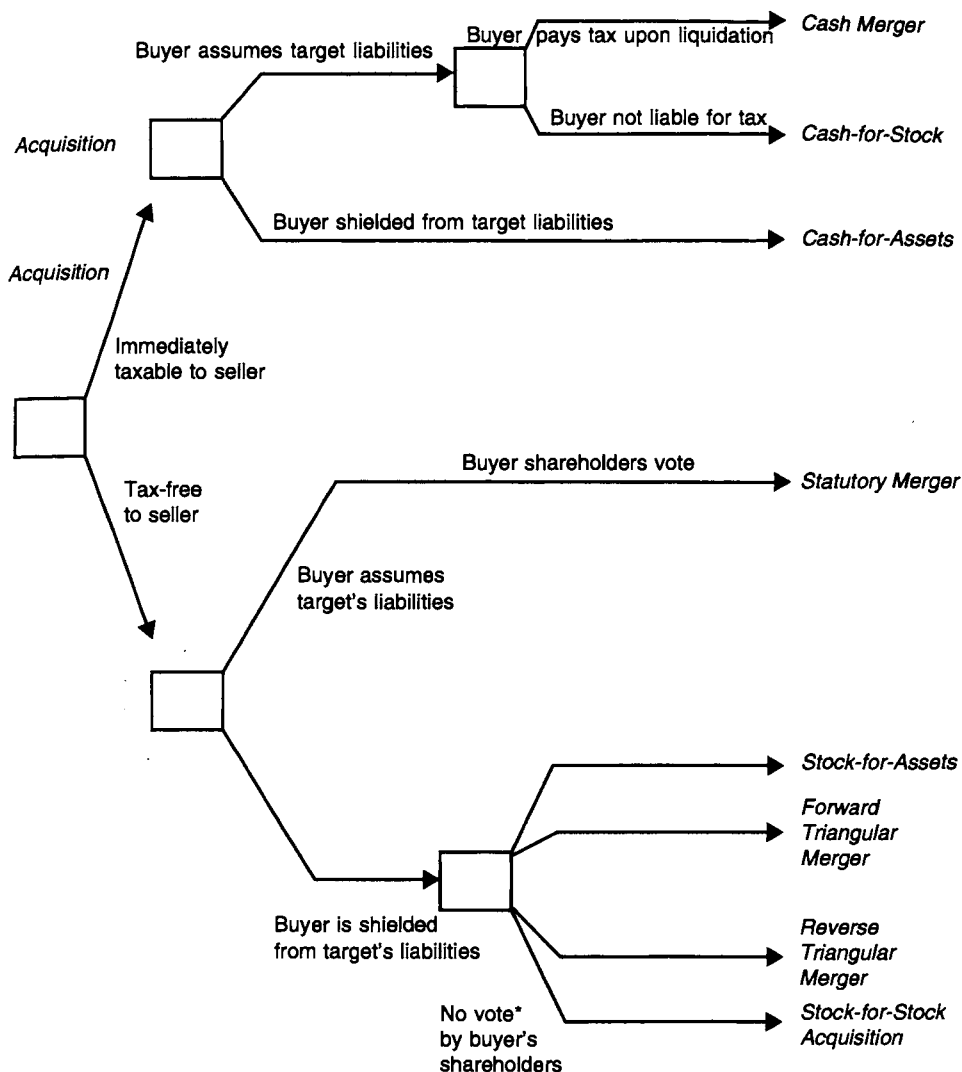 Buyer pays tax upon liquidation
Cash Merger
Buyer assumes target liabilities
Buyer not liable for tax
Cash-for-Stock
Acquisition
Buyer shielded from target liabilities
Cash-for-Assets
Acquisition
Immediately
taxable to seller
Buyer shareholders vote
Statutory Merger
Tax-free
to seller
Buyer assumes
target's liabilities
Stock-for-Assets
Forward
Triangular
Merger
Buyer is shielded
from target's liabilities
Reverse
Triangular
Merger
No vote*
by buyer's
shareholders
Stock-for-Stock
Acquisition